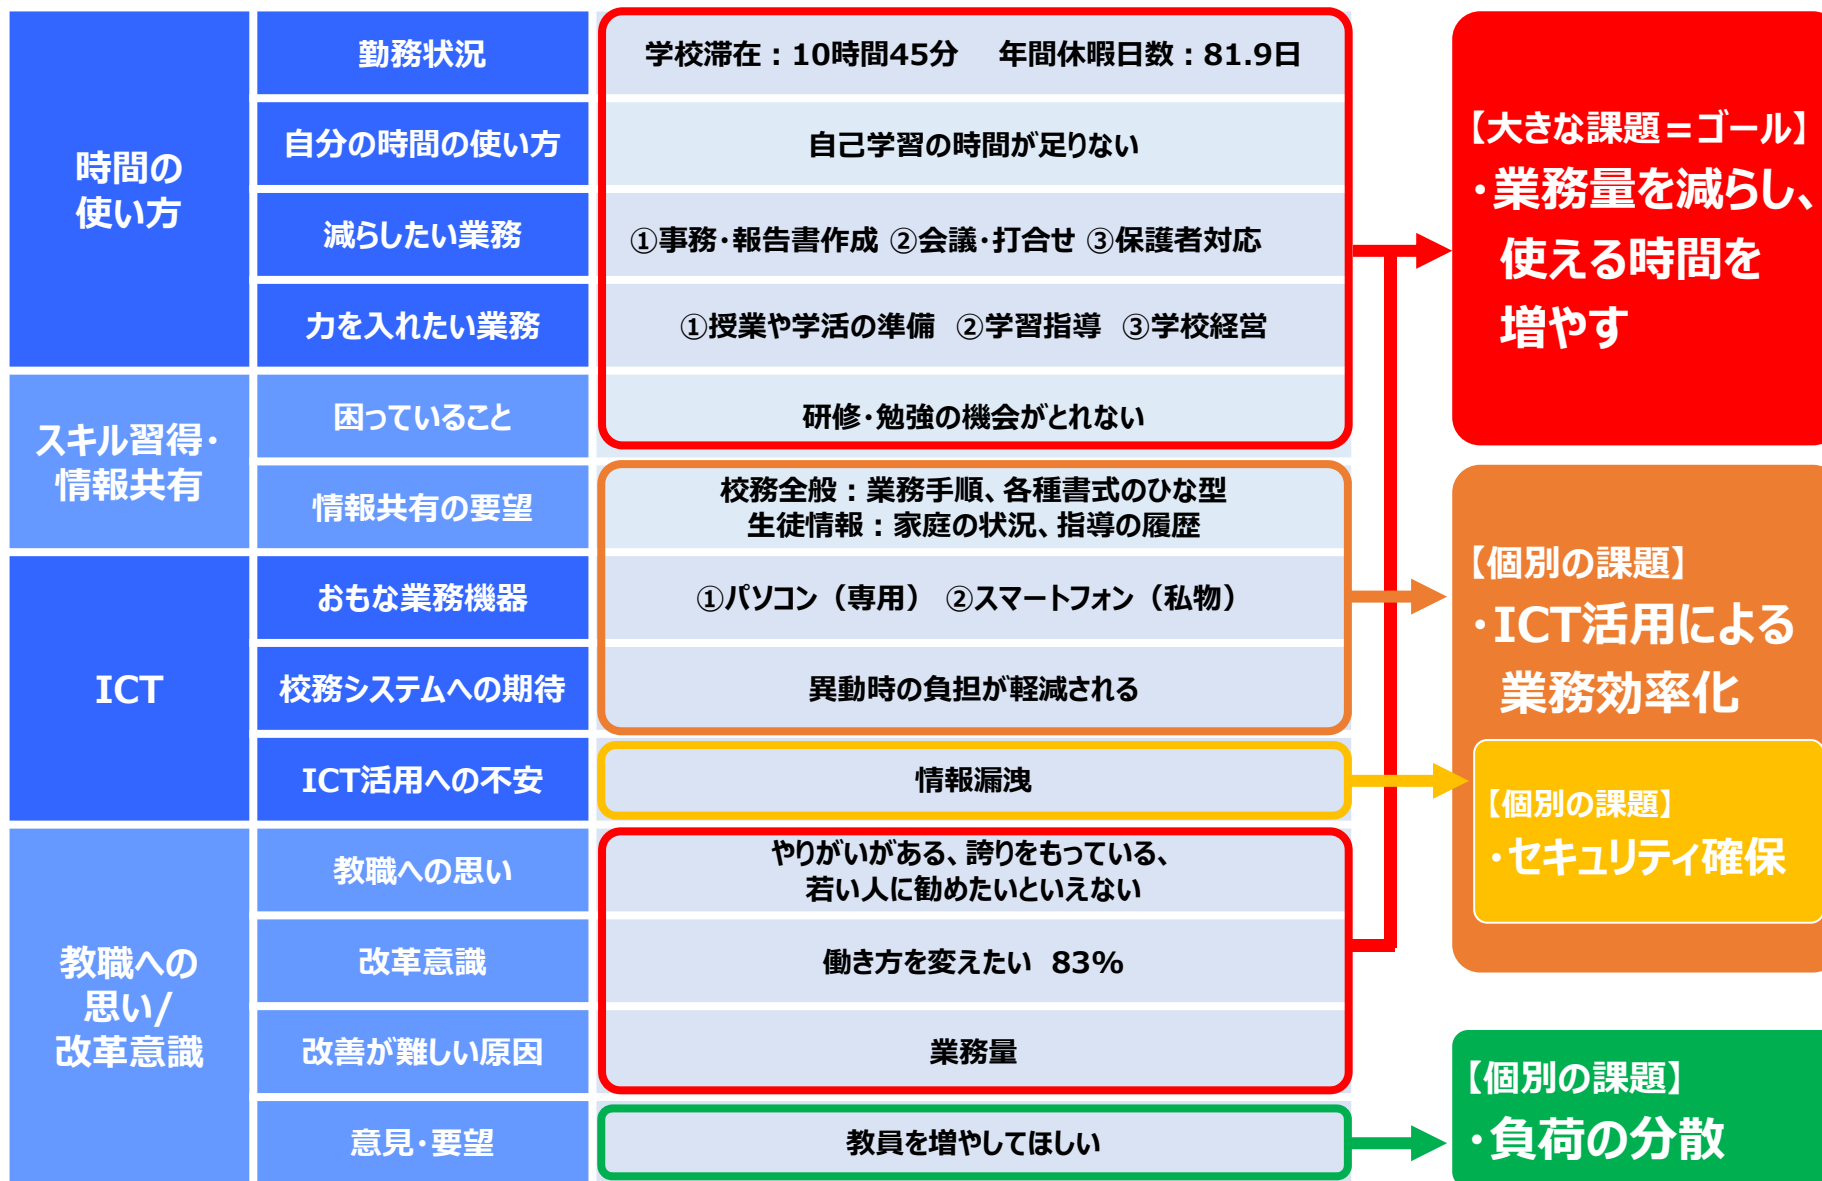 時間の
使い方
勤務状況
学校滞在：10時間45分　年間休暇日数：81.9日
自分の時間の使い方
自己学習の時間が足りない
減らしたい業務
①事務・報告書作成 ②会議・打合せ ③保護者対応
力を入れたい業務
①授業や学活の準備 ②学習指導 ③学校経営
スキル習得・
情報共有
困っていること
研修・勉強の機会がとれない
情報共有の要望
校務全般：業務手順、各種書式のひな型
生徒情報：家庭の状況、指導の履歴
ICT
おもな業務機器
①パソコン（専用） ②スマートフォン（私物）
校務システムへの期待
異動時の負担が軽減される
ICT活用への不安
情報漏洩
教職への
思い/
改革意識
教職への思い
やりがいがある、誇りをもっている、
若い人に勧めたいといえない
改革意識
働き方を変えたい 83%
改善が難しい原因
業務量
意見・要望
教員を増やしてほしい
【大きな課題＝ゴール】
・業務量を減らし、
使える時間を
増やす
【個別の課題】
・ICT活用による
業務効率化
【個別の課題】
・セキュリティ確保
【個別の課題】
・負荷の分散